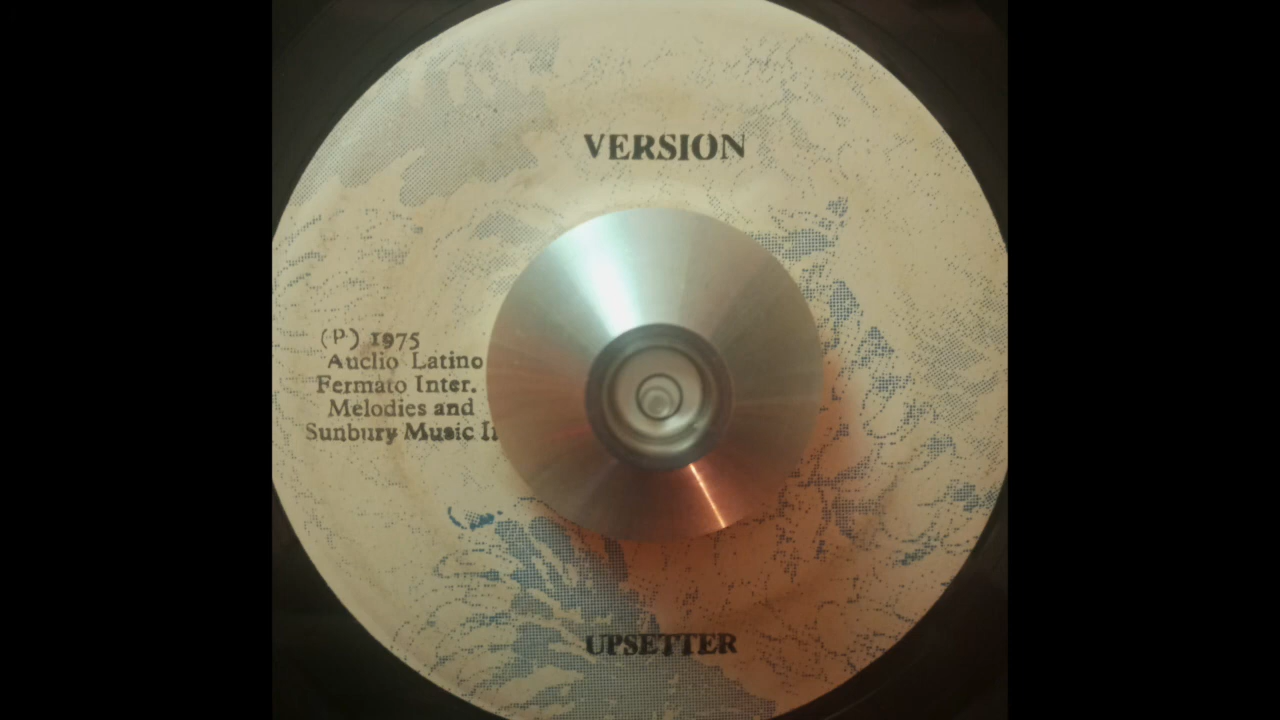 VERSION
(P) 1975
Auclio Latino
Fermato Inter.
Melodies and
Sunbury Music
UPSETTER